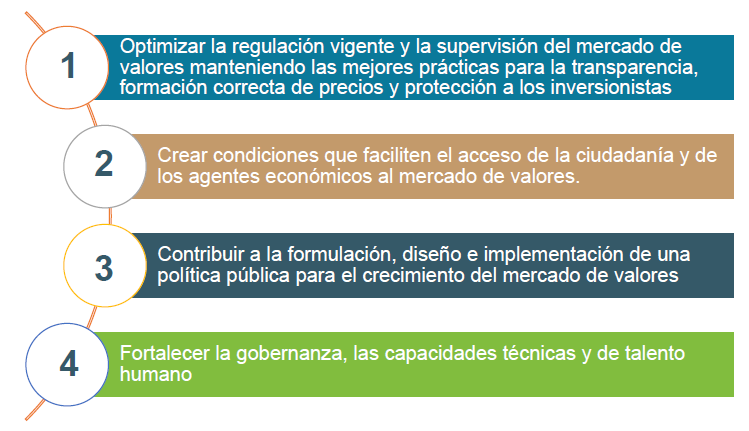 1
Optimizar la regulación vigente y la supervisión del mercado de
valores manteniendo las mejores prácticas para la transparencia,
formación correcta de precios y protección a los inversionistas
2
Crear condiciones que faciliten el acceso de la ciudadanía y de
los agentes económicos al mercado de valores.
3
Contribuir a la formulación, diseño e implementación de una
política pública para el crecimiento del mercado de valores
4
Fortalecer la gobernanza, las capacidades técnicas y de talento
humano